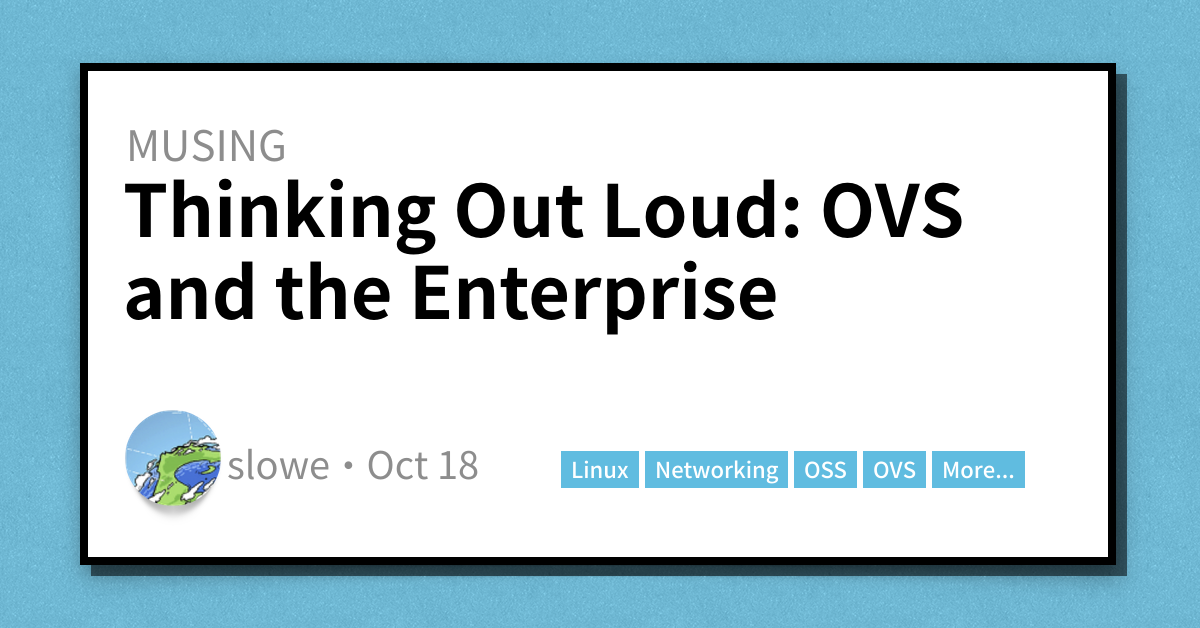 MUSING
Thinking Out Loud: OVS
and the Enterprise
slowe • Oct 18
Linux Networking OSS OVS More...